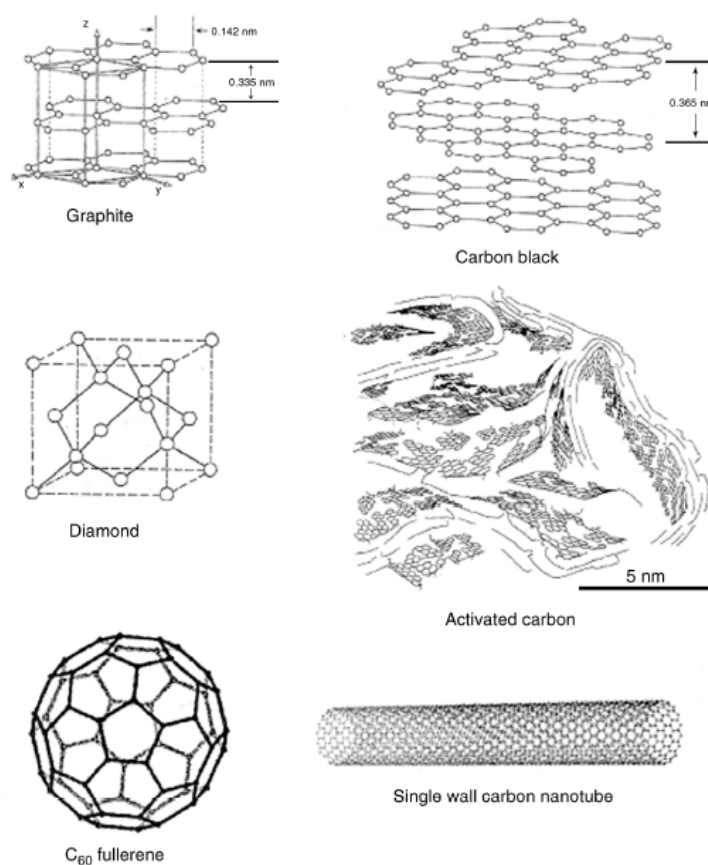 z
0.142 nm
0.335 nm
x
y
Graphite
0.365 nm
Carbon black
Diamond
5 nm
Activated carbon
C₆₀ fullerene
Single wall carbon nanotube